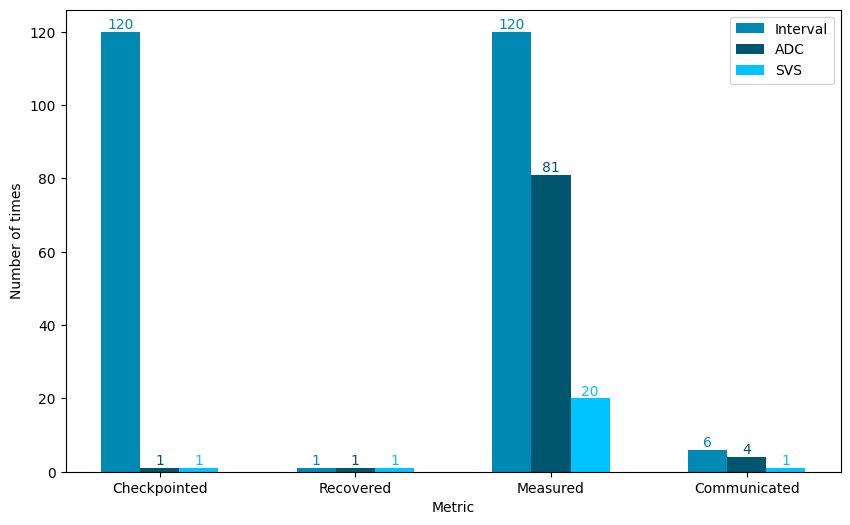 120
120
Interval
ADC
SVS
120
100
80
60
40
20
0
Number of times
1
1
1
1
1
81
20
6
4
1
Checkpointed
Recovered
Measured
Communicated
Metric